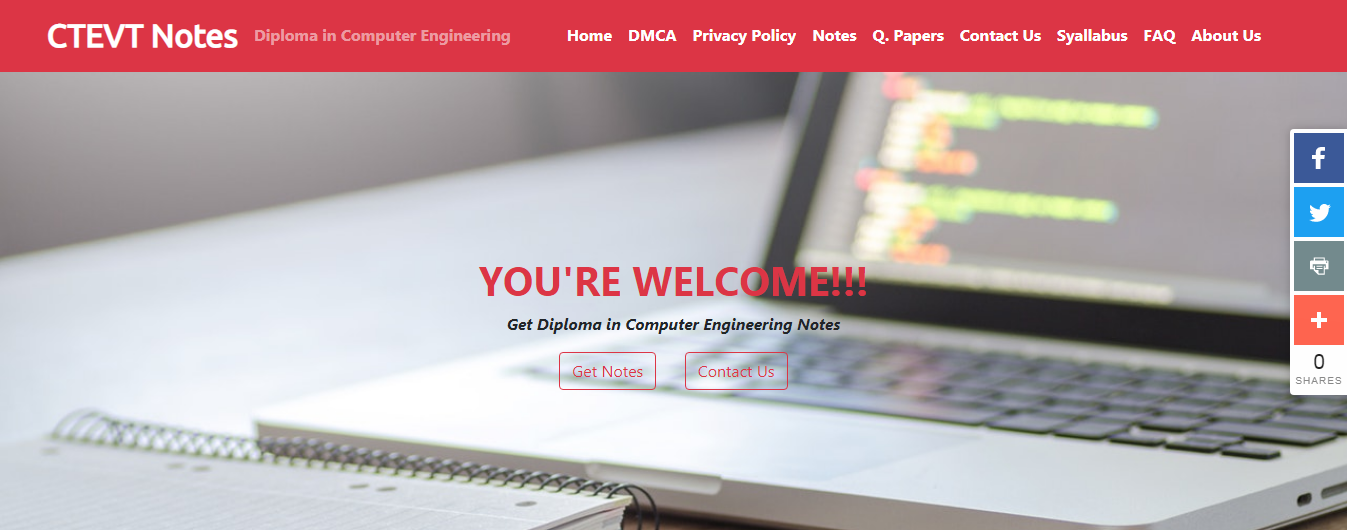 CTEVT Notes Diploma in Computer Engineering Home DMCA Privacy Policy Notes Q. Papers Contact Us Syallabus FAQ About Us
YOU'RE WELCOME!!!
Get Diploma in Computer Engineering Notes
Get Notes Contact Us
0
SHARES